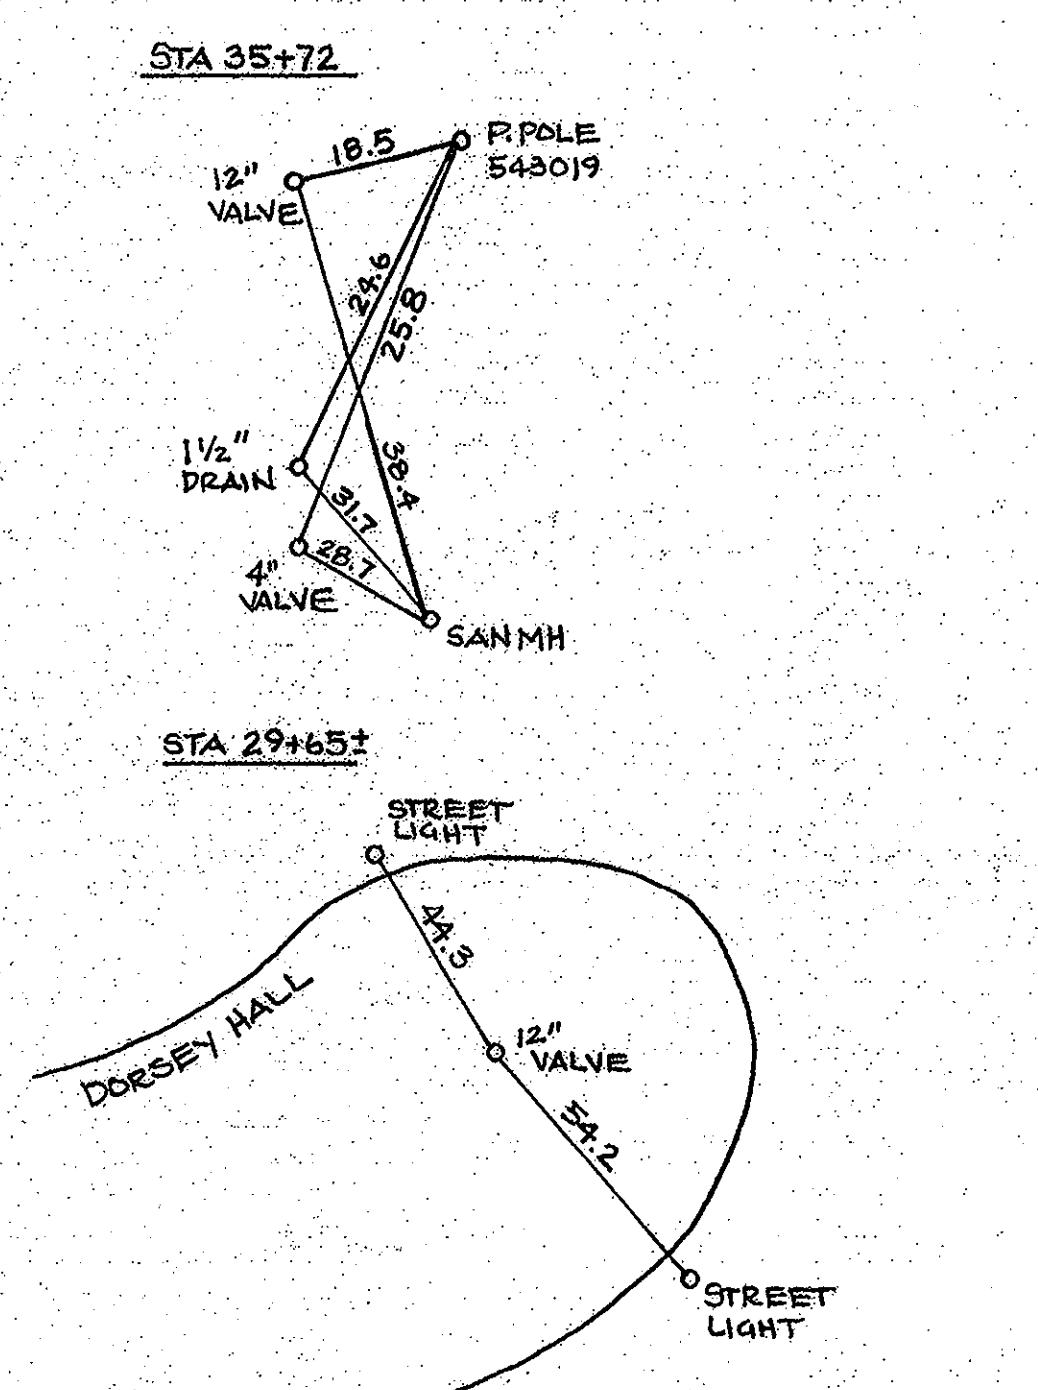 STA 35+72
18.5
P.POLE
543019
12"
VALVE
24.6
25.8
1 1/2"
DRAIN
38.4
31.7
28.7
4"
VALVE
SAN MH
STA 29+65±
STREET
LIGHT
44.3
DORSEY HALL
12"
VALVE
54.2
STREET
LIGHT